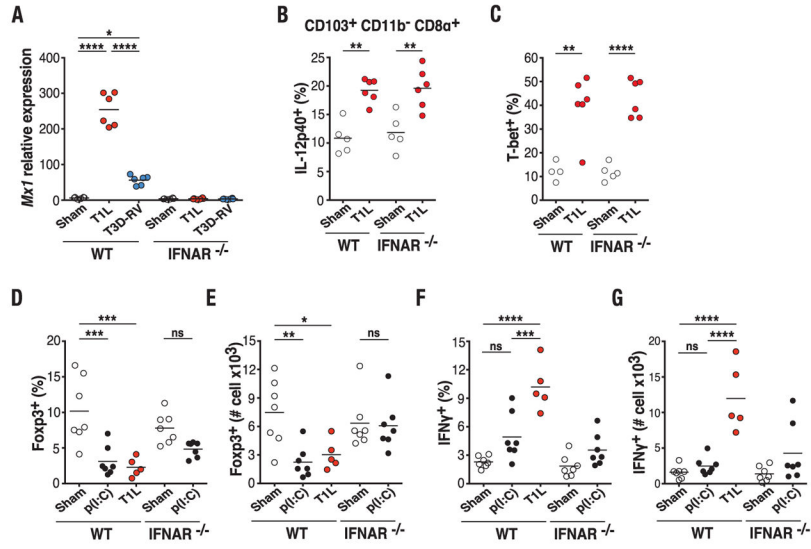 A
*
**** ****
Mx1 relative expression
400
300
200
100
0
Sham T1L T3D-RV Sham T1L T3D-RV
WT IFNAR -/-
B
CD103+ CD11b- CD8α+
** **
IL-12p40+ (%)
25
20
15
10
5
0
Sham T1L Sham T1L
WT IFNAR -/-
C
** ****
T-bet+ (%)
60
50
40
30
20
10
0
Sham T1L Sham T1L
WT IFNAR -/-
D
***
*** ns
Foxp3+ (%)
20
15
10
5
0
Sham p(I:C) T1L Sham p(I:C)
WT IFNAR -/-
E
*
** ns
Foxp3+ (# cell x103)
15
12
9
6
3
0
Sham p(I:C) T1L Sham p(I:C)
WT IFNAR -/-
F
****
ns ***
IFNγ+ (%)
15
12
9
6
3
0
Sham p(I:C) T1L Sham p(I:C)
WT IFNAR -/-
G
****
ns ****
IFNγ+ (# cell x103)
20
15
10
5
0
Sham p(I:C) T1L Sham p(I:C)
WT IFNAR -/-